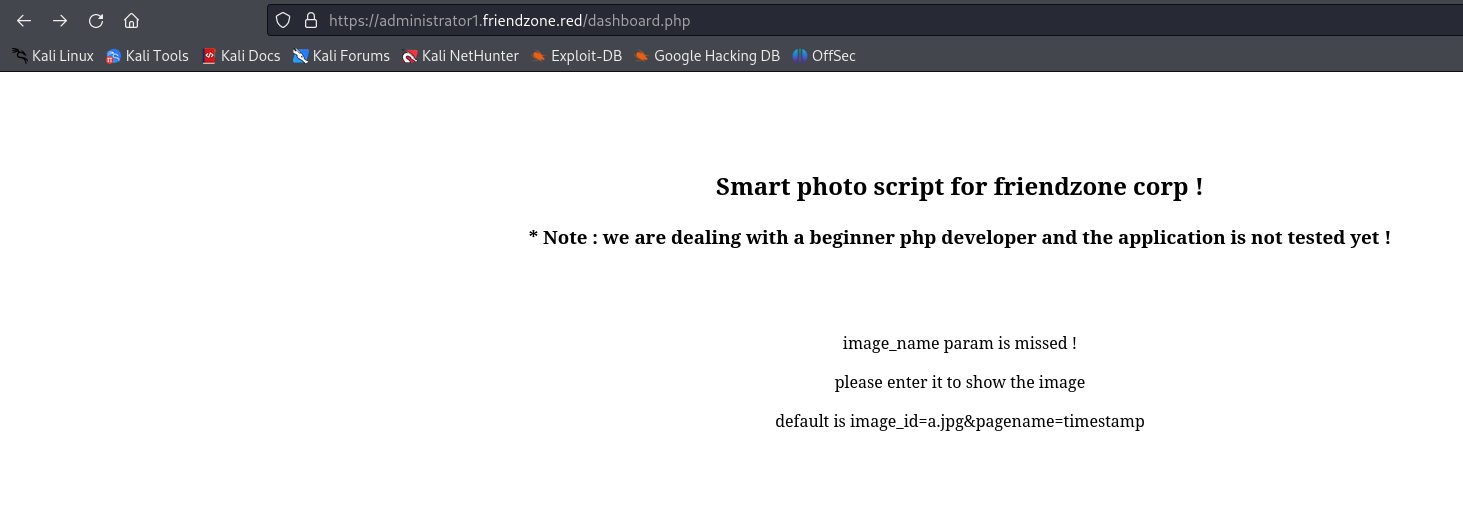 https://administrator1.friendzone.red/dashboard.php
Kali Linux Kali Tools Kali Docs Kali Forums Kali NetHunter Exploit-DB Google Hacking DB OffSec
Smart photo script for friendzone corp !
* Note : we are dealing with a beginner php developer and the application is not tested yet !
image_name param is missed !
please enter it to show the image
default is image_id=a.jpg&pagename=timestamp